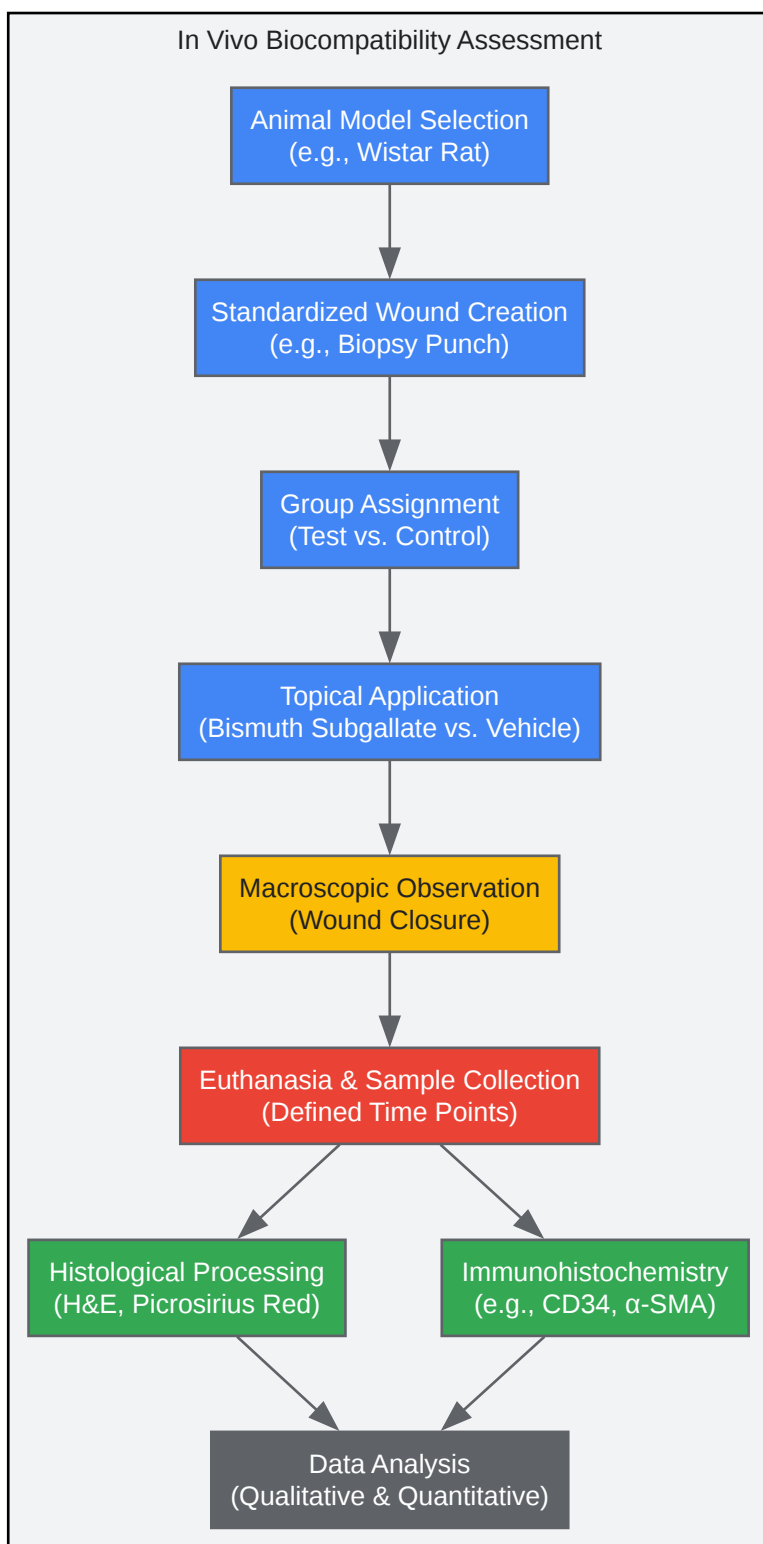 In Vivo Biocompatibility Assessment
Animal Model Selection
(e.g., Wistar Rat)
Standardized Wound Creation
(e.g., Biopsy Punch)
Group Assignment
(Test vs. Control)
Topical Application
(Bismuth Subgallate vs. Vehicle)
Macroscopic Observation
(Wound Closure)
Euthanasia & Sample Collection
(Defined Time Points)
Histological Processing
(H&E, Picrosirius Red)
Immunohistochemistry
(e.g., CD34, α-SMA)
Data Analysis
(Qualitative & Quantitative)